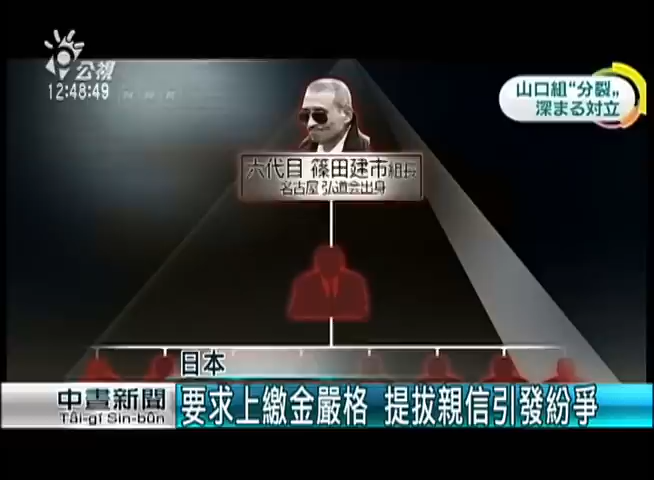 公視
12:48:49
NHK
山口組“分裂„
深まる対立
六代目 篠田建市組長
名古屋 弘道会出身
日本
中晝新聞
Tâi-gí Sin-bûn
要求上繳金嚴格 提拔親信引發紛爭